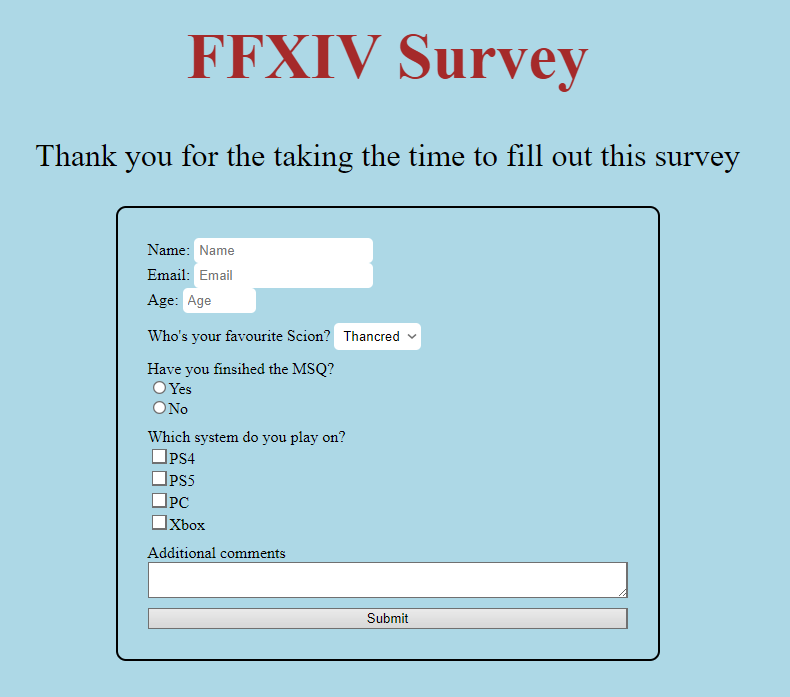 FFXIV Survey
Thank you for the taking the time to fill out this survey
Name: Name
Email: Email
Age: Age
Who's your favourite Scion? Thancred
Have you finsihed the MSQ?
Yes
No
Which system do you play on?
PS4
PS5
PC
Xbox
Additional comments
Submit